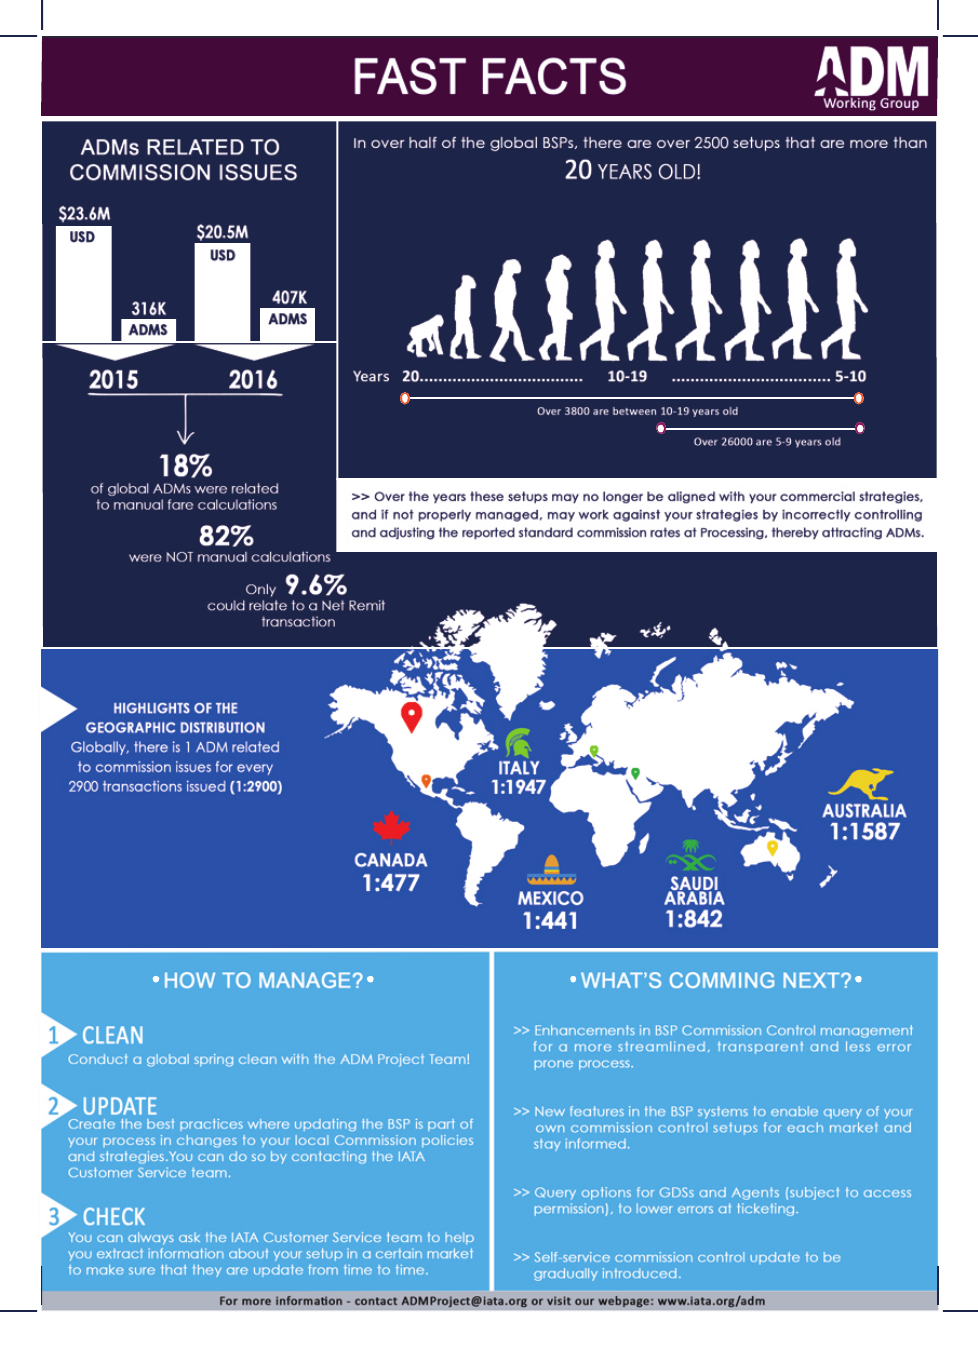 FAST FACTS
ADM
Working Group
ADMs RELATED TO
COMMISSION ISSUES
$23.6M
USD
316K
ADMS
$20.5M
USD
407K
ADMS
2015
2016
18%
of global ADMs were related
to manual fare calculations
82%
were NOT manual calculations
Only 9.6%
could relate to a Net Remit
transaction
In over half of the global BSPs, there are over 2500 setups that are more than
20 YEARS OLD!
Years 20................................... 10-19 .................................. 5-10
Over 3800 are between 10-19 years old
Over 26000 are 5-9 years old
>> Over the years these setups may no longer be aligned with your commercial strategies,
and if not properly managed, may work against your strategies by incorrectly controlling
and adjusting the reported standard commission rates at Processing, thereby attracting ADMs.
HIGHLIGHTS OF THE
GEOGRAPHIC DISTRIBUTION
Globally, there is 1 ADM related
to commission issues for every
2900 transactions issued (1:2900)
ITALY
1:1947
CANADA
1:477
MEXICO
1:441
SAUDI
ARABIA
1:842
AUSTRALIA
1:1587
•HOW TO MANAGE?•
1 CLEAN
Conduct a global spring clean with the ADM Project Team!
2 UPDATE
Create the best practices where updating the BSP is part of
your process in changes to your local Commission policies
and strategies.You can do so by contacting the IATA
Customer Service team.
3 CHECK
You can always ask the IATA Customer Service team to help
you extract information about your setup in a certain market
to make sure that they are update from time to time.
•WHAT'S COMMING NEXT?•
>> Enhancements in BSP Commission Control management
for a more streamlined, transparent and less error
prone process.
>> New features in the BSP systems to enable query of your
own commission control setups for each market and
stay informed.
>> Query options for GDSs and Agents (subject to access
permission), to lower errors at ticketing.
>> Self-service commission control update to be
gradually introduced.
For more information - contact ADMProject@iata.org or visit our webpage: www.iata.org/adm